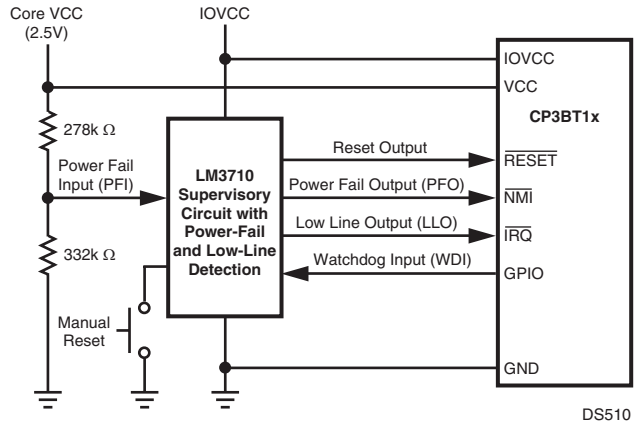 Core VCC
(2.5V)
IOVCC
278k Ω
Power Fail
Input (PFI)
332k Ω
Manual
Reset
LM3710
Supervisory
Circuit with
Power-Fail
and Low-Line
Detection
Reset Output
Power Fail Output (PFO)
Low Line Output (LLO)
Watchdog Input (WDI)
IOVCC
VCC
CP3BT1x
RESET
NMI
IRQ
GPIO
GND
DS510